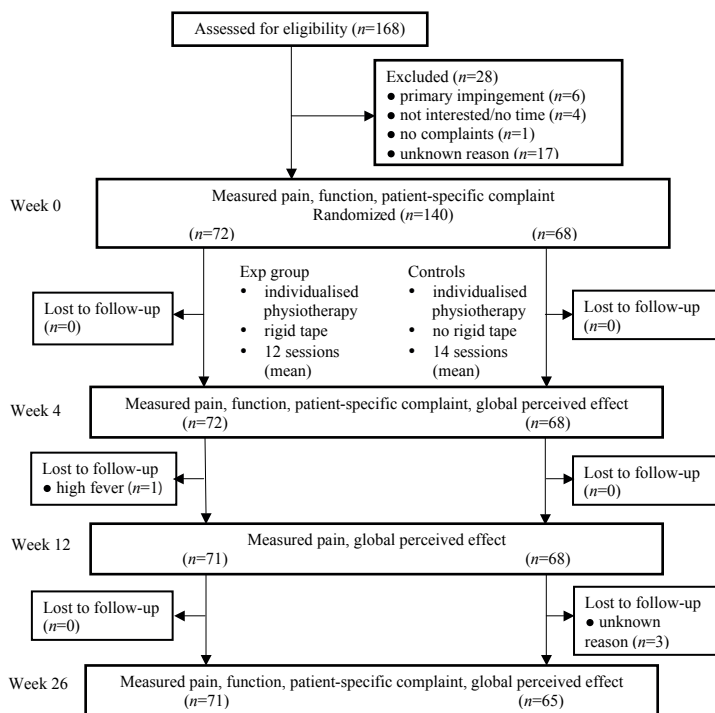 Assessed for eligibility (n=168)
Excluded (n=28)
● primary impingement (n=6)
● not interested/no time (n=4)
● no complaints (n=1)
● unknown reason (n=17)
Week 0
Measured pain, function, patient-specific complaint
Randomized (n=140)
(n=72) (n=68)
Lost to follow-up
(n=0)
Exp group
• individualised
physiotherapy
• rigid tape
• 12 sessions
(mean)
Controls
• individualised
physiotherapy
• no rigid tape
• 14 sessions
(mean)
Lost to follow-up
(n=0)
Week 4
Measured pain, function, patient-specific complaint, global perceived effect
(n=72) (n=68)
Lost to follow-up
● high fever (n=1)
Lost to follow-up
(n=0)
Week 12
Measured pain, global perceived effect
(n=71) (n=68)
Lost to follow-up
(n=0)
Lost to follow-up
● unknown
reason (n=3)
Week 26
Measured pain, function, patient-specific complaint, global perceived effect
(n=71) (n=65)